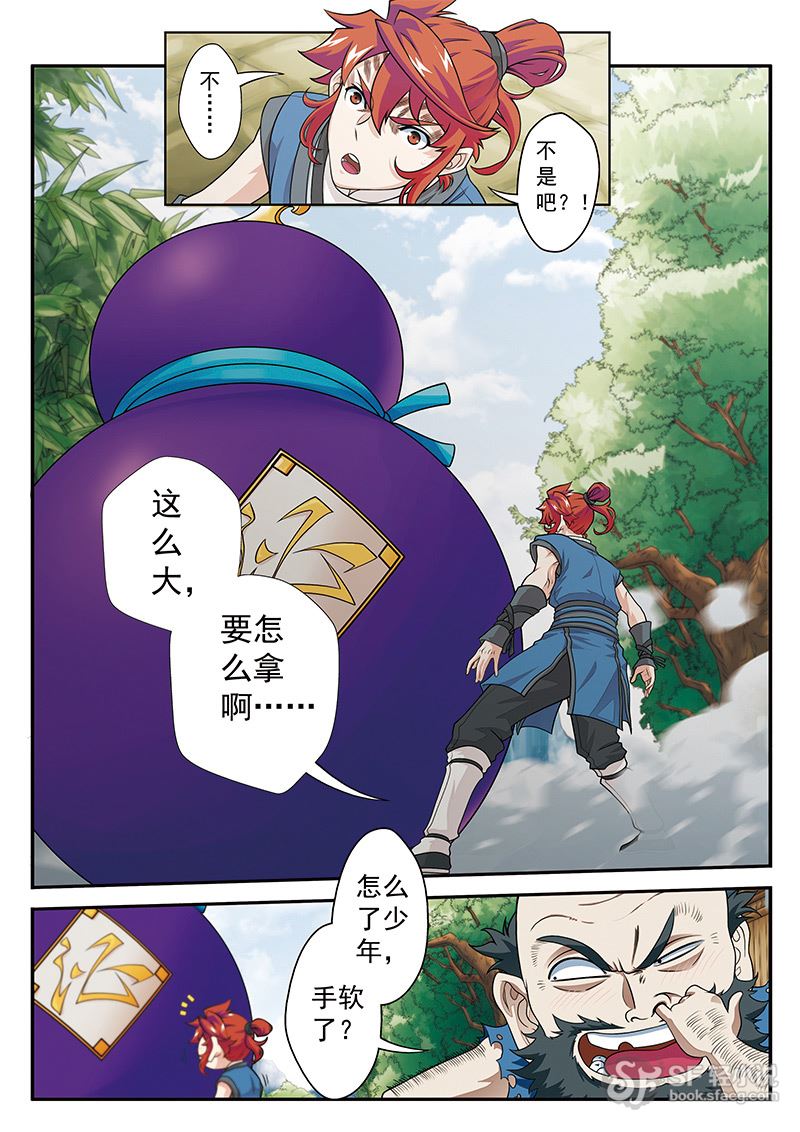 不
……
不是
吧？！
这么大，
要怎么拿
啊……
怎么
了少
年，
手软
了？
SF轻小说
book.sfacg.com